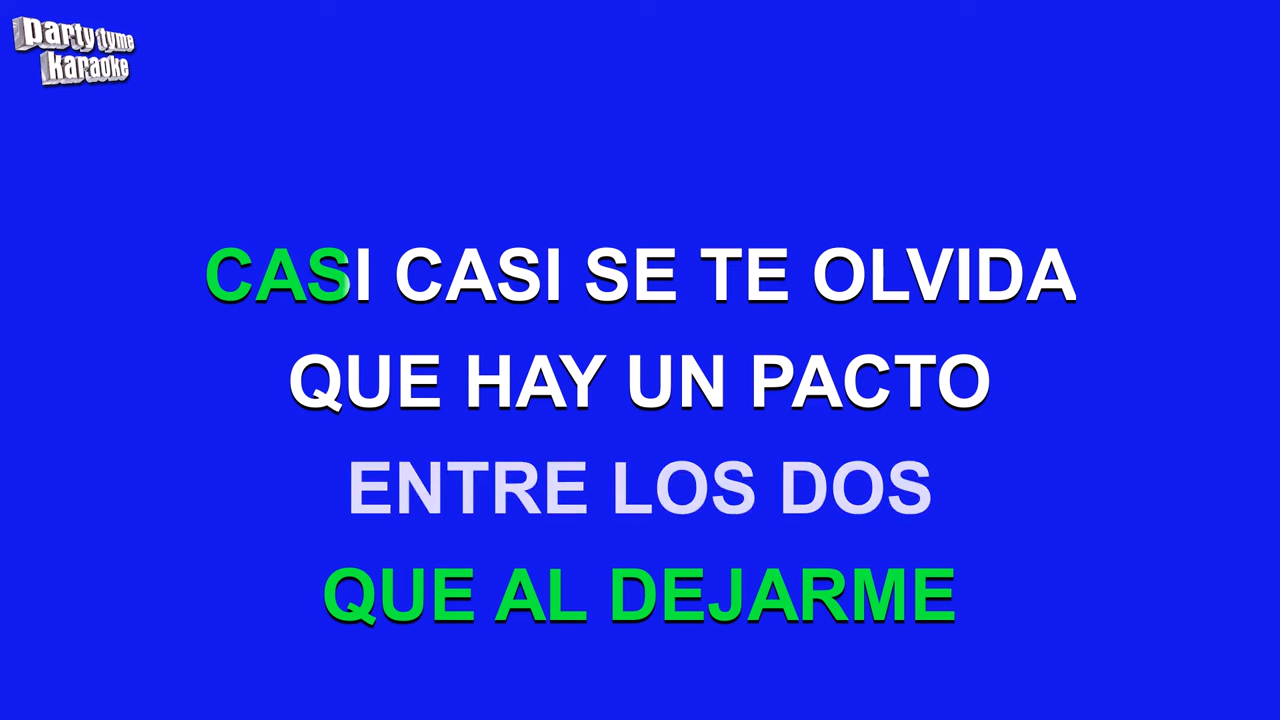 party tyme
karaoke
CASI CASI SE TE OLVIDA
QUE HAY UN PACTO
ENTRE LOS DOS
QUE AL DEJARME